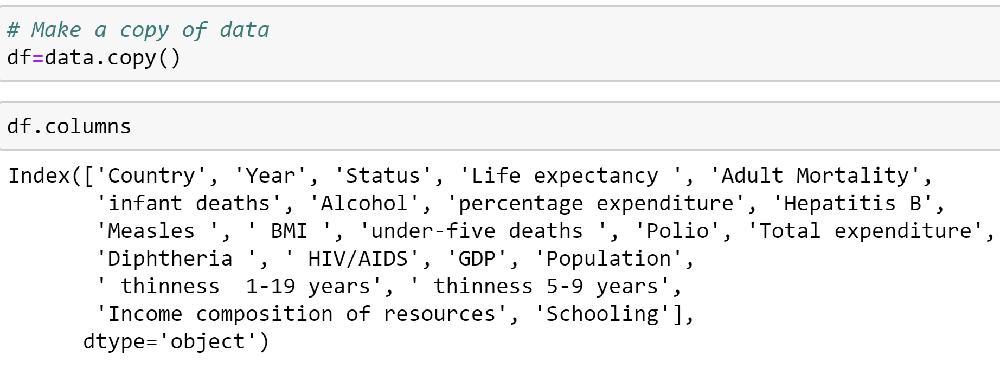 # Make a copy of data
df=data.copy()
df.columns
Index(['Country', 'Year', 'Status', 'Life expectancy ', 'Adult Mortality',
       'infant deaths', 'Alcohol', 'percentage expenditure', 'Hepatitis B',
       'Measles ', ' BMI ', 'under-five deaths ', 'Polio', 'Total expenditure',
       'Diphtheria ', ' HIV/AIDS', 'GDP', 'Population',
       ' thinness  1-19 years', ' thinness 5-9 years',
       'Income composition of resources', 'Schooling'],
      dtype='object')